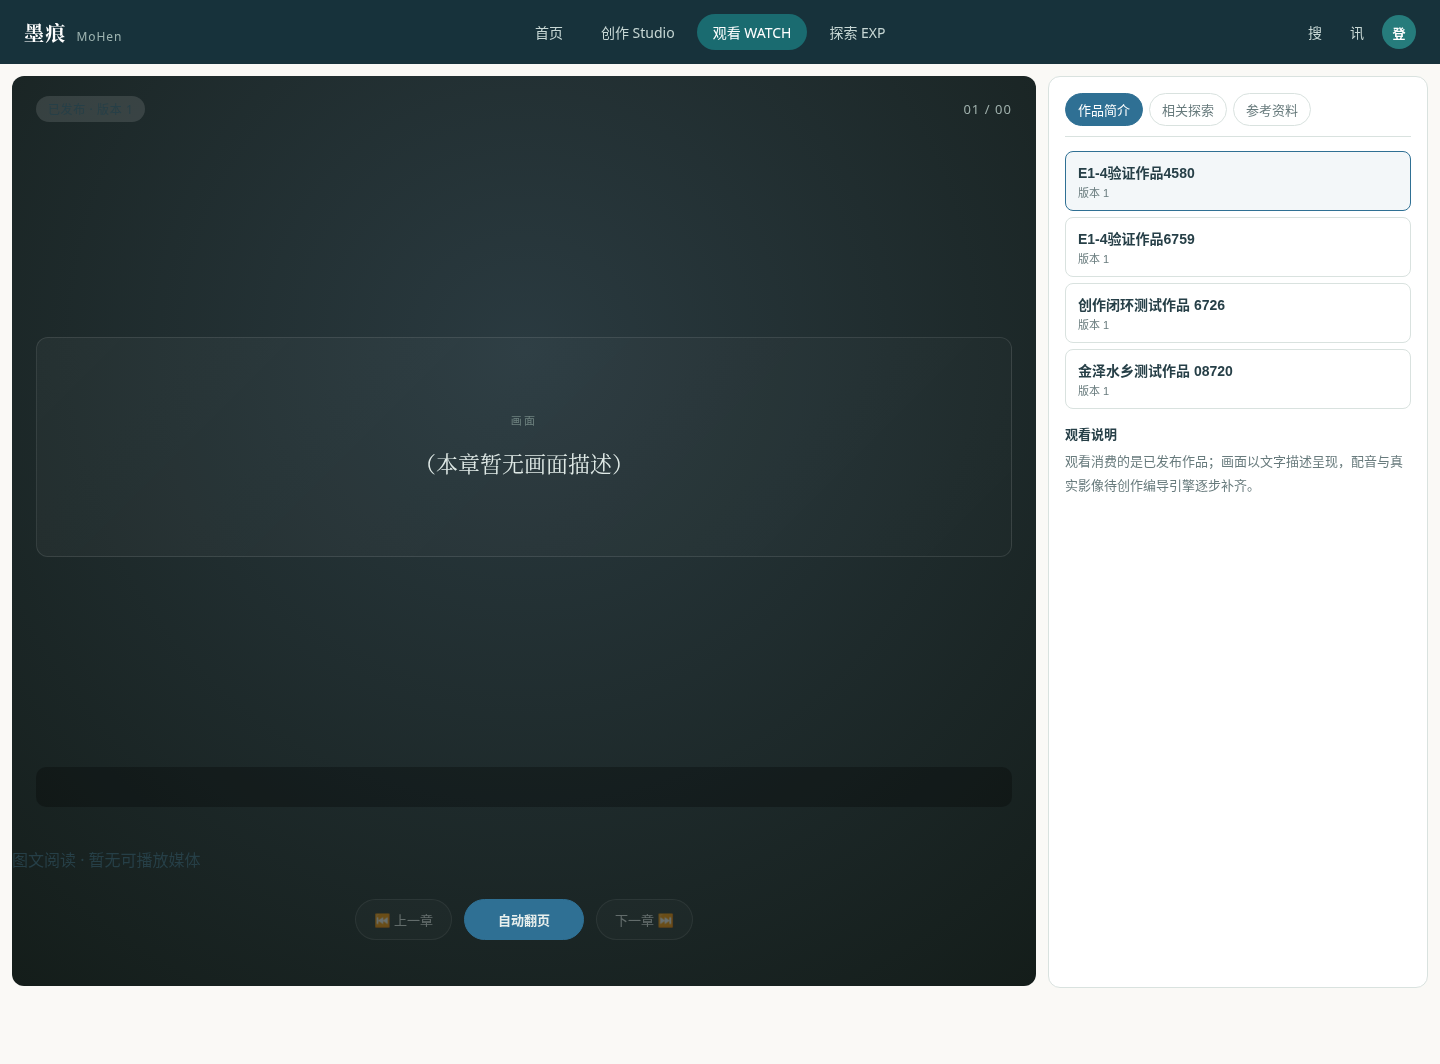 墨痕 MoHen
首页
创作 Studio
观看 WATCH
探索 EXP
搜
讯
登
已发布 · 版本 1
01 / 00
画面
（本章暂无画面描述）
图文阅读 · 暂无可播放媒体
⏮ 上一章
自动翻页
下一章 ⏭
作品简介
相关探索
参考资料
E1-4验证作品4580
版本 1
E1-4验证作品6759
版本 1
创作闭环测试作品 6726
版本 1
金泽水乡测试作品 08720
版本 1
观看说明
观看消费的是已发布作品；画面以文字描述呈现，配音与真
实影像待创作编导引擎逐步补齐。